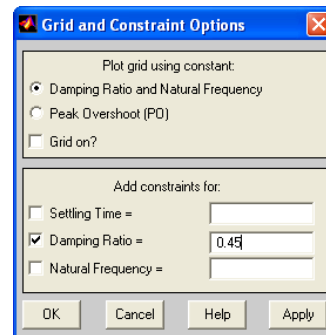 Grid and Constraint Options
Plot grid using constant:
Damping Ratio and Natural Frequency
Peak Overshoot (PO)
Grid on?
Add constraints for:
Settling Time =
Damping Ratio = 0.45
Natural Frequency =
OK Cancel Help Apply